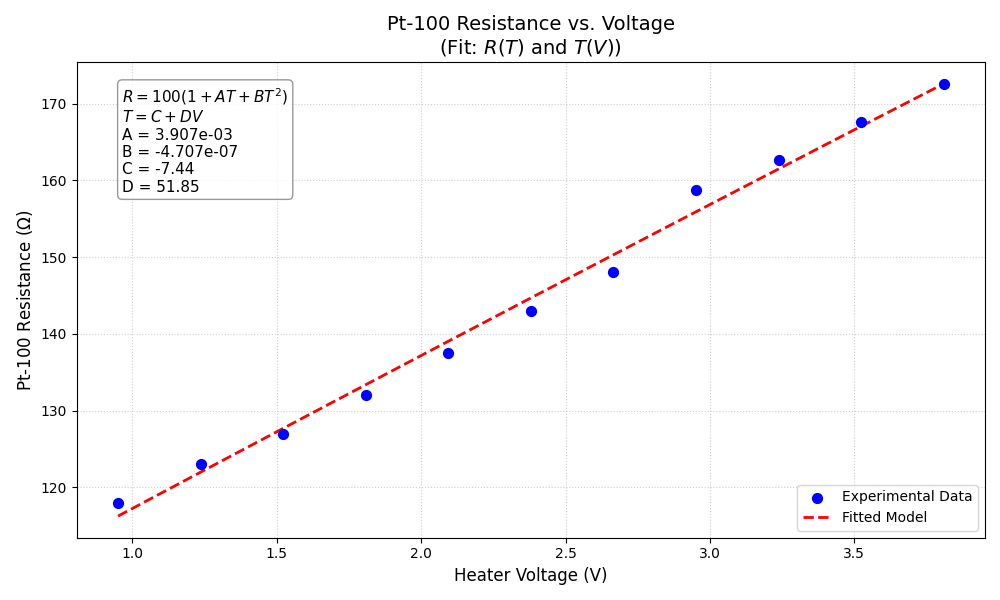 Pt-100 Resistance vs. Voltage
(Fit: R(T) and T(V))
R = 100(1 + AT + BT²)
T = C + DV
A = 3.907e-03
B = -4.707e-07
C = -7.44
D = 51.85
170
160
150
140
130
120
Pt-100 Resistance (Ω)
Experimental Data
Fitted Model
1.0 1.5 2.0 2.5 3.0 3.5
Heater Voltage (V)